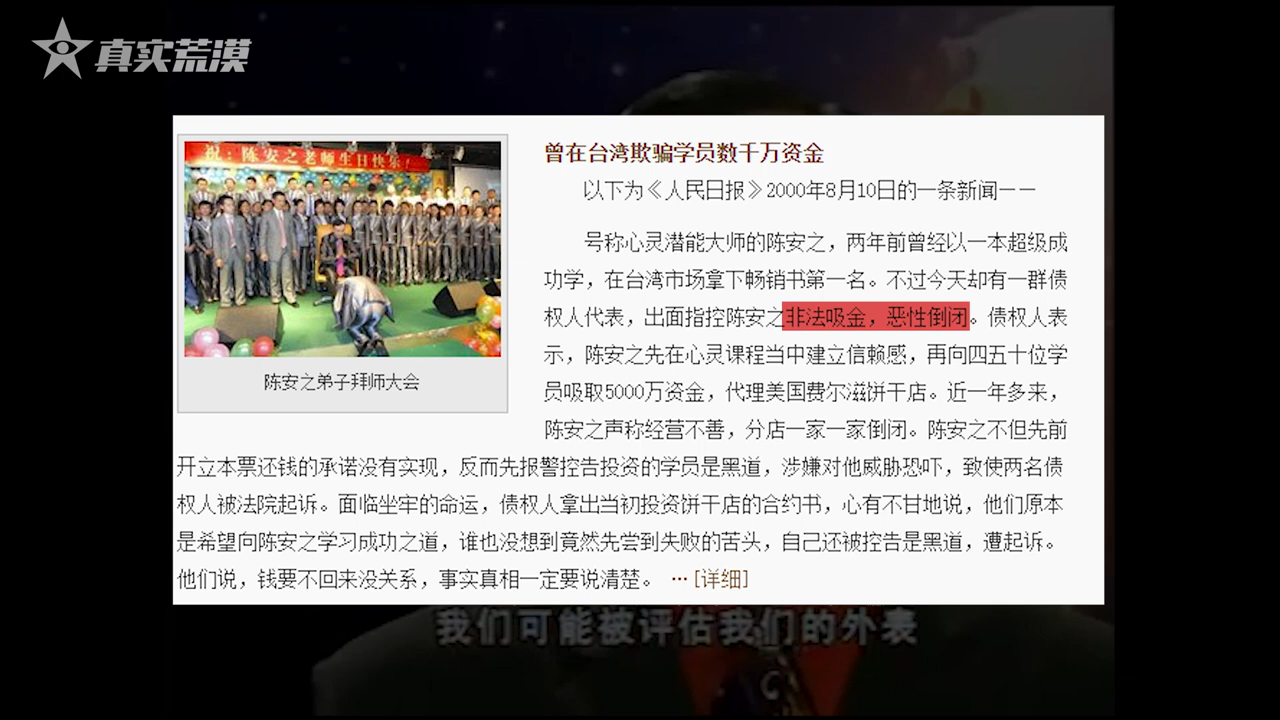 真实荒漠
祝：陈安之老师生日快乐！
陈安之弟子拜师大会
曾在台湾欺骗学员数千万资金
以下为《人民日报》2000年8月10日的一条新闻——
号称心灵潜能大师的陈安之，两年前曾经以一本超级成
功学，在台湾市场拿下畅销书第一名。不过今天却有一群债
权人代表，出面指控陈安之非法吸金，恶性倒闭。债权人表
示，陈安之先在心灵课程当中建立信赖感，再向四五十位学
员吸取5000万资金，代理美国费尔滋饼干店。近一年多来，
陈安之声称经营不善，分店一家一家倒闭。陈安之不但先前
开立本票还钱的承诺没有实现，反而先报警控告投资的学员是黑道，涉嫌对他威胁恐吓，致使两名债
权人被法院起诉。面临坐牢的命运，债权人拿出当初投资饼干店的合约书，心有不甘地说，他们原本
是希望向陈安之学习成功之道，谁也没想到竟然先尝到失败的苦头，自己还被控告是黑道，遭起诉。
他们说，钱要不回来没关系，事实真相一定要说清楚。 …[详细]
我们可能被评估我们的外表